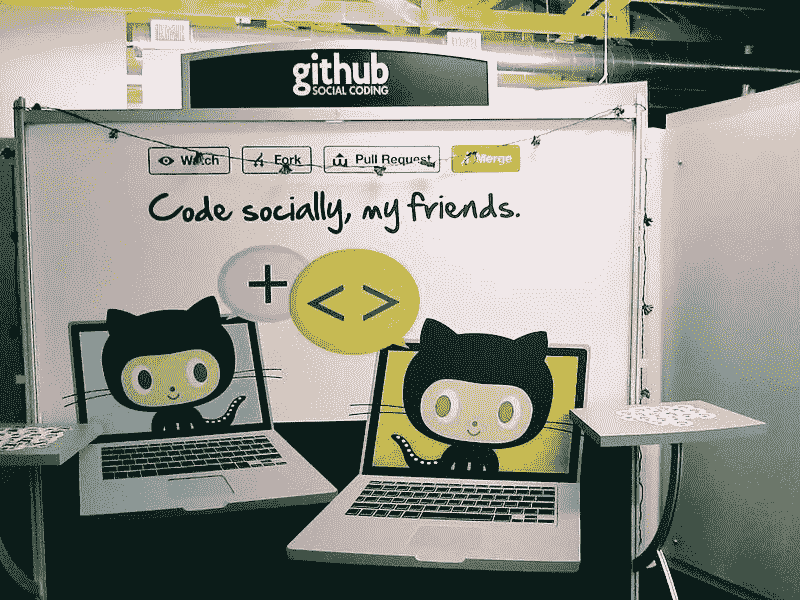 github
SOCIAL CODING
Watch Fork Pull Request Merge
Code socially, my friends.
+ < >